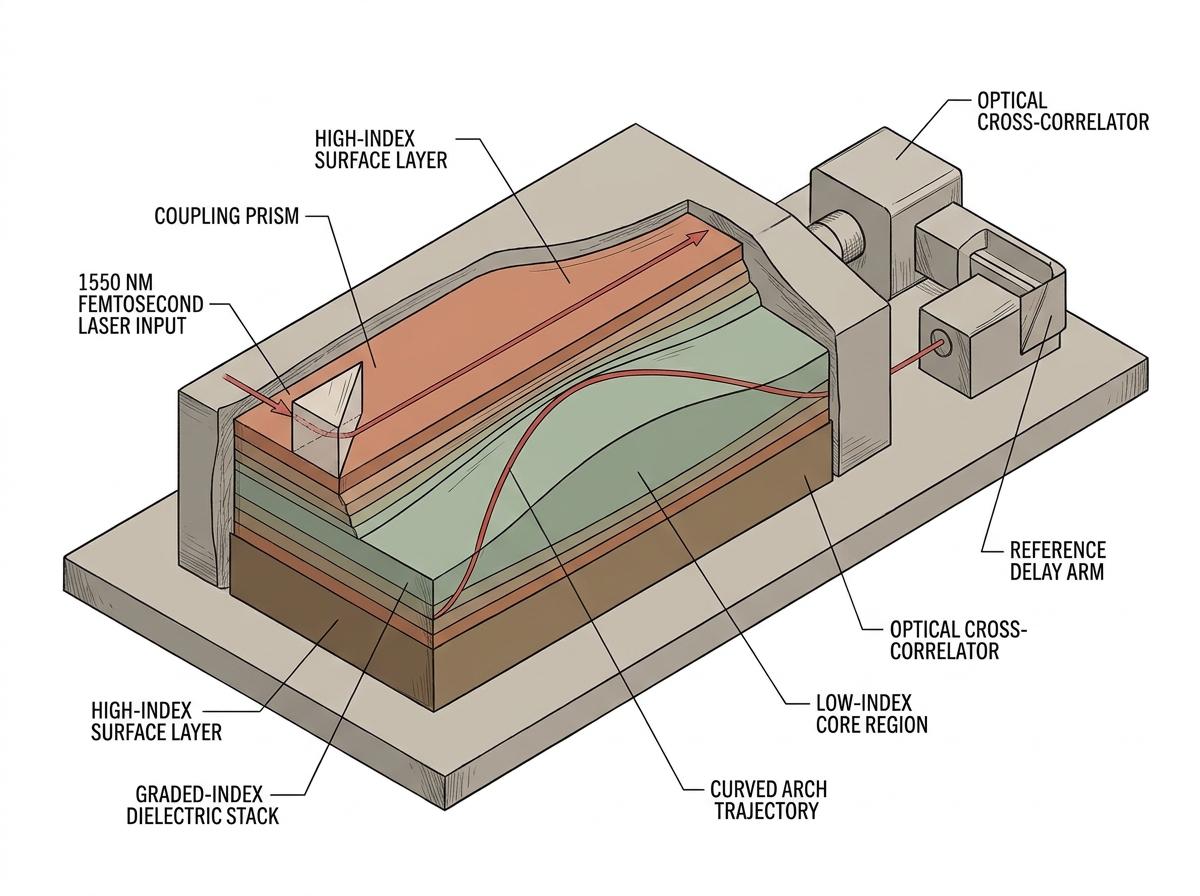 OPTICAL
CROSS-CORRELATOR
HIGH-INDEX
SURFACE LAYER
COUPLING PRISM
1550 NM
FEMTOSECOND
LASER INPUT
REFERENCE
DELAY ARM
OPTICAL CROSS-
CORRELATOR
LOW-INDEX
CORE REGION
HIGH-INDEX
SURFACE LAYER
CURVED ARCH
TRAJECTORY
GRADED-INDEX
DIELECTRIC STACK